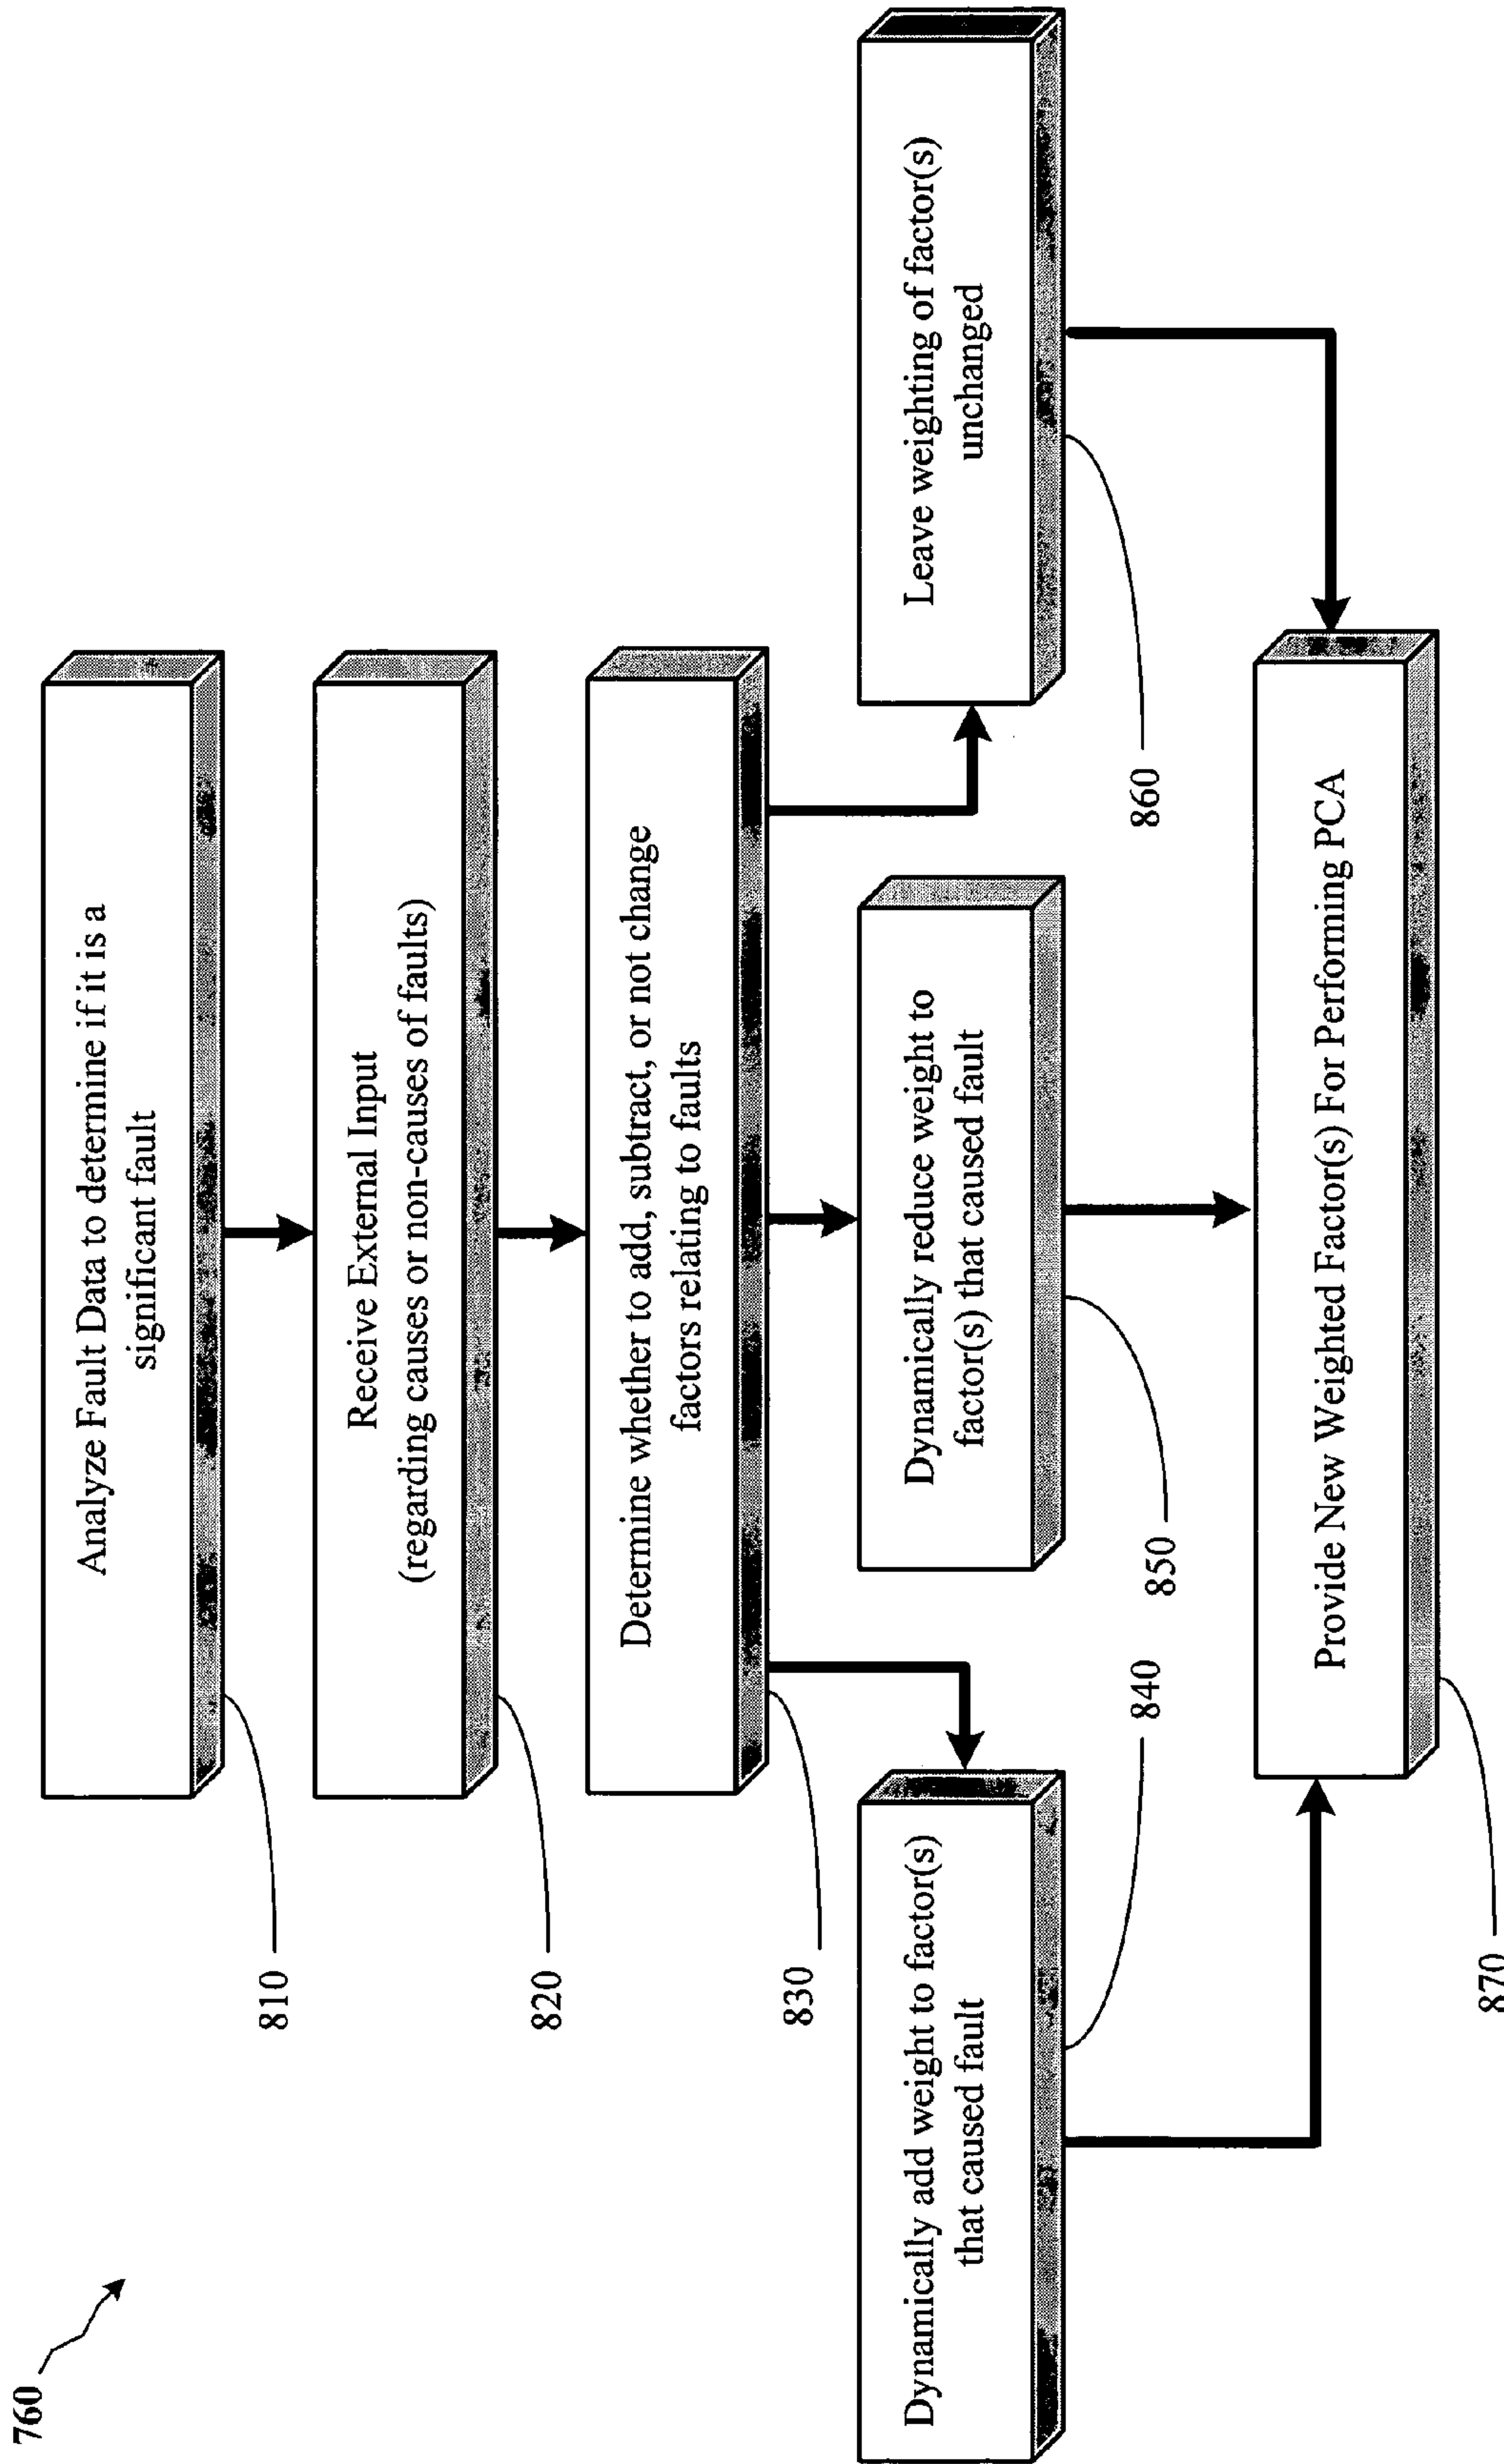 760
Analyze Fault Data to determine if it is a
significant fault
810
Receive External Input
(regarding causes or non-causes of faults)
820
Determine whether to add, subtract, or not change
factors relating to faults
830
Dynamically add weight to factor(s)
that caused fault
840
Dynamically reduce weight to
factor(s) that caused fault
850
Leave weighting of factor(s)
unchanged
860
Provide New Weighted Factor(s) For Performing PCA
870